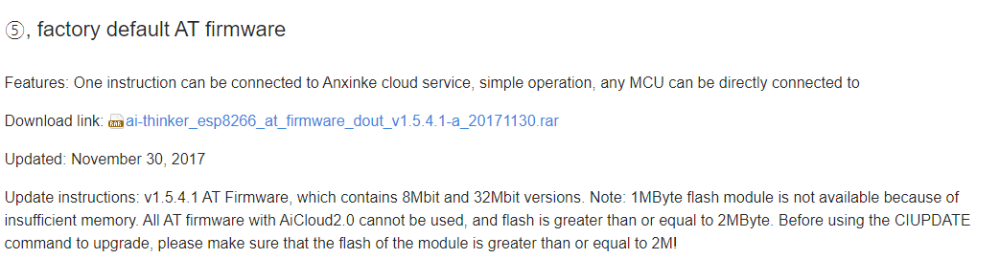 ⑤, factory default AT firmware
Features: One instruction can be connected to Anxinke cloud service, simple operation, any MCU can be directly connected to
Download link: ai-thinker_esp8266_at_firmware_dout_v1.5.4.1-a_20171130.rar
Updated: November 30, 2017
Update instructions: v1.5.4.1 AT Firmware, which contains 8Mbit and 32Mbit versions. Note: 1MByte flash module is not available because of
insufficient memory. All AT firmware with AiCloud2.0 cannot be used, and flash is greater than or equal to 2MByte. Before using the CIUPDATE
command to upgrade, please make sure that the flash of the module is greater than or equal to 2M!